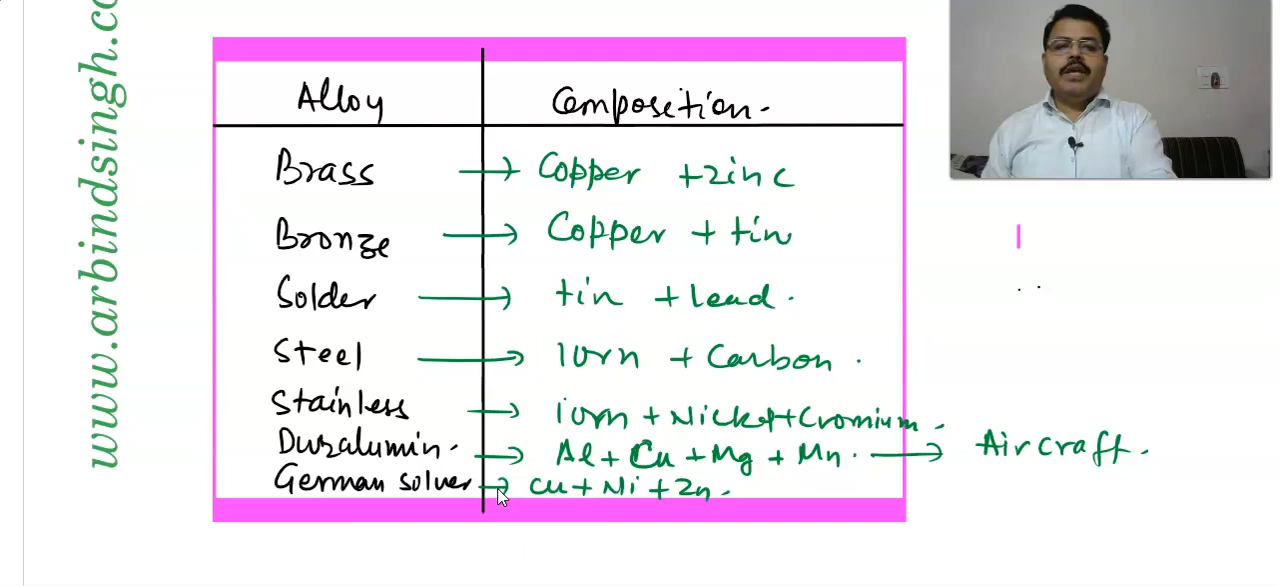 www.arbindsingh.co
Alloy Composition.
Brass → Copper + zinc
Bronze → Copper + tin
Solder → tin + lead.
Steel → Iorn + Carbon.
Stainless → iorn + Nickel + Cromium.
Duralumin. → Al + Cu + Mg + Mn. → Aircraft.
German solver → Cu + Ni + Zn.